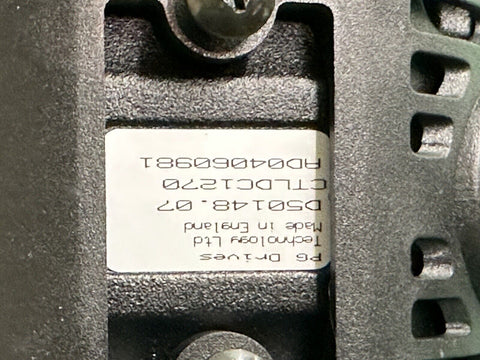 PG Drives
Technology Ltd
Made in England
D50148.07
CTLDC1270
AD04060981